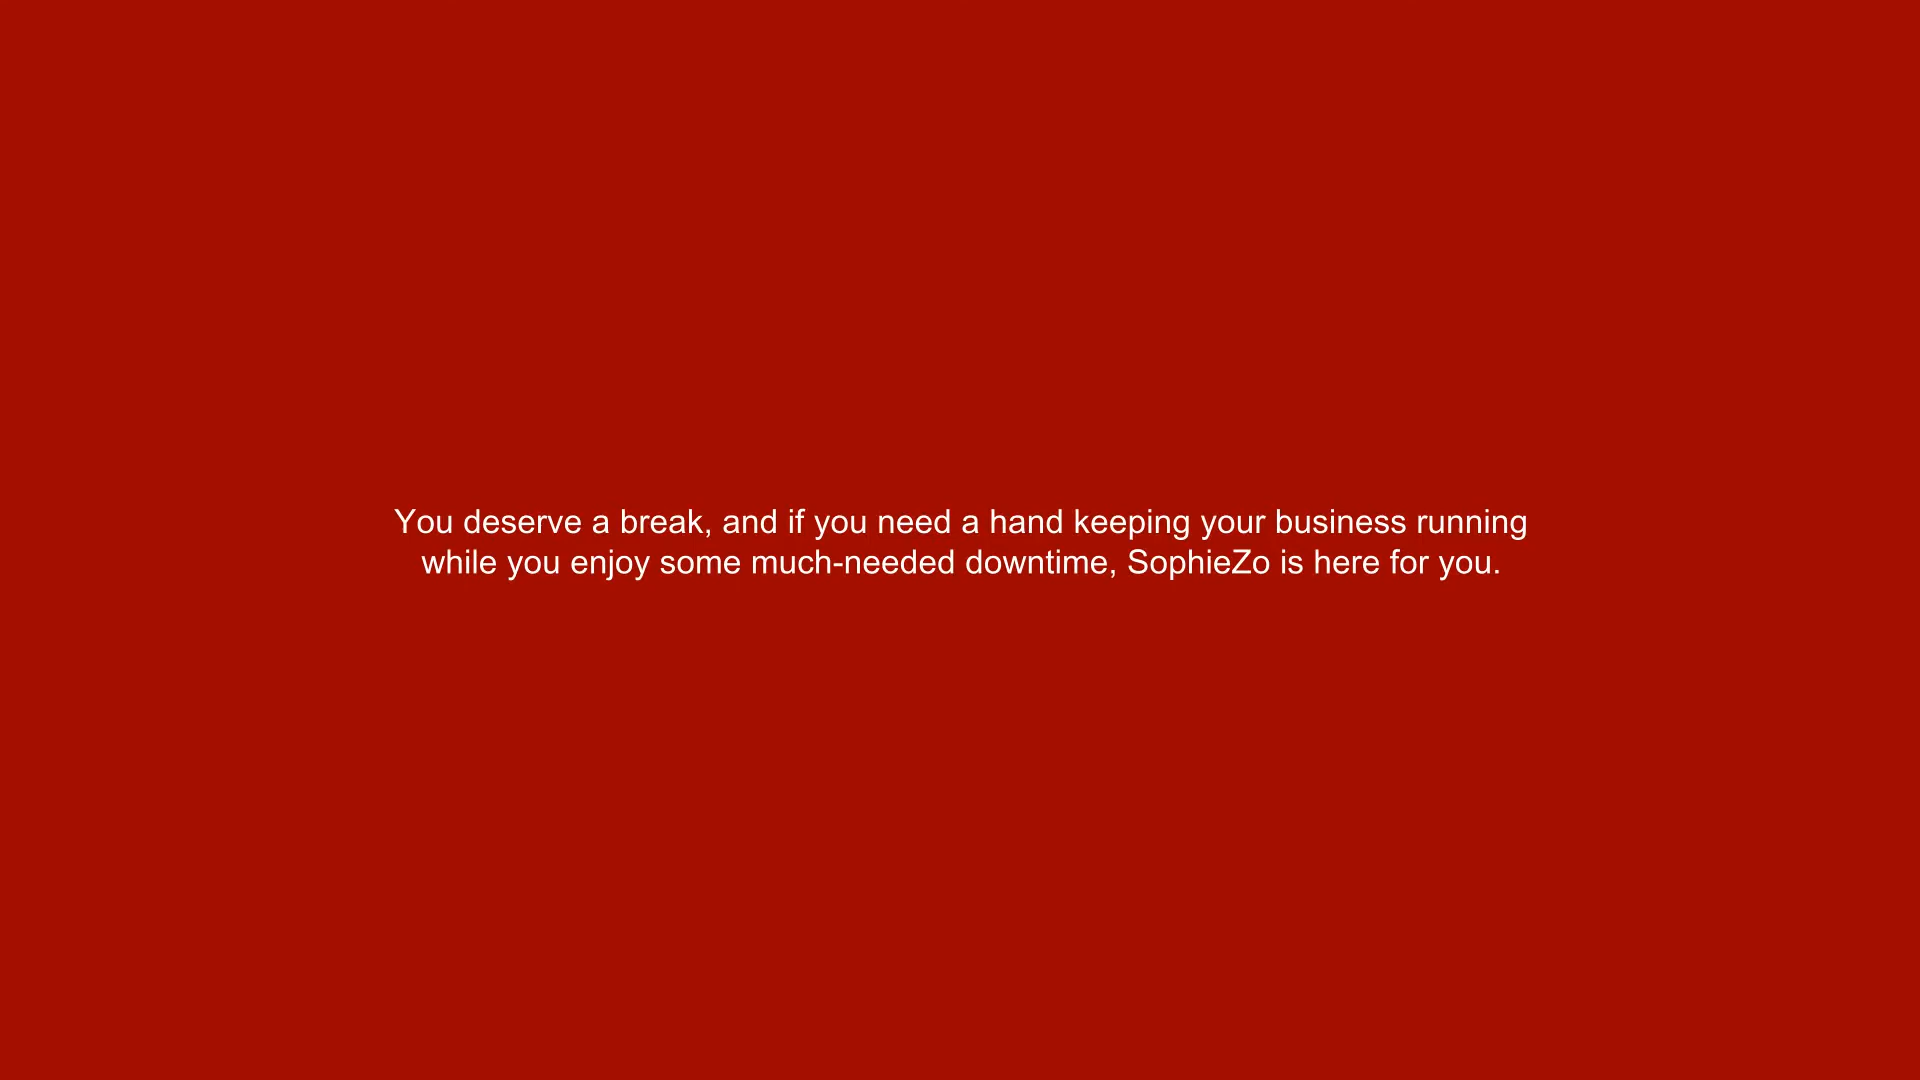 You deserve a break, and if you need a hand keeping your business running
while you enjoy some much-needed downtime, SophieZo is here for you.